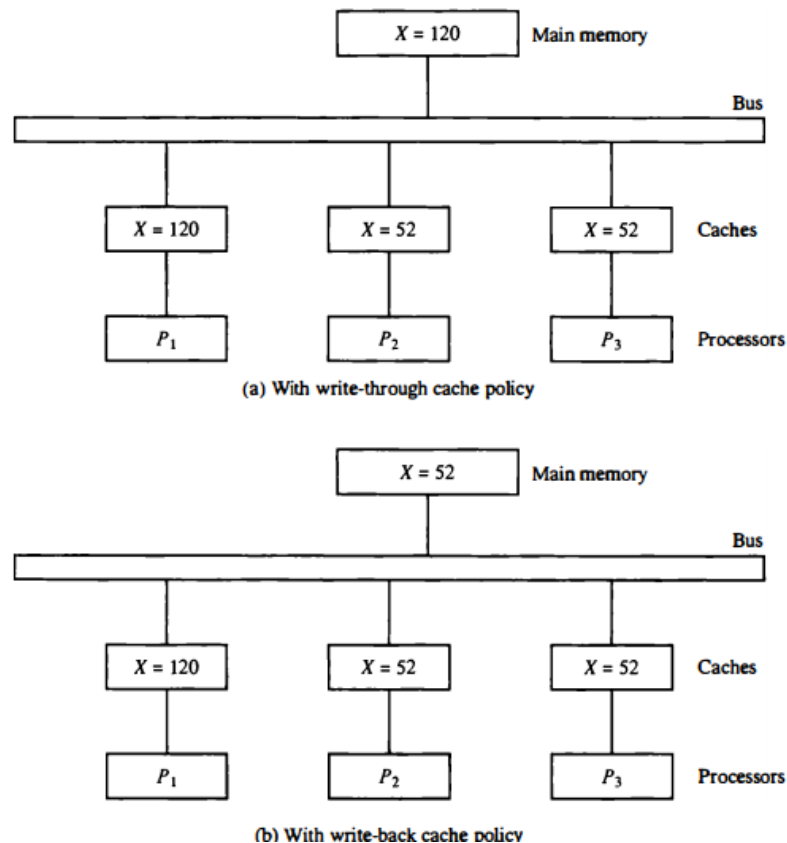 X = 120 Main memory
Bus
X = 120 X = 52 X = 52 Caches
P₁ P₂ P₃ Processors
(a) With write-through cache policy
X = 52 Main memory
Bus
X = 120 X = 52 X = 52 Caches
P₁ P₂ P₃ Processors
(b) With write-back cache policy